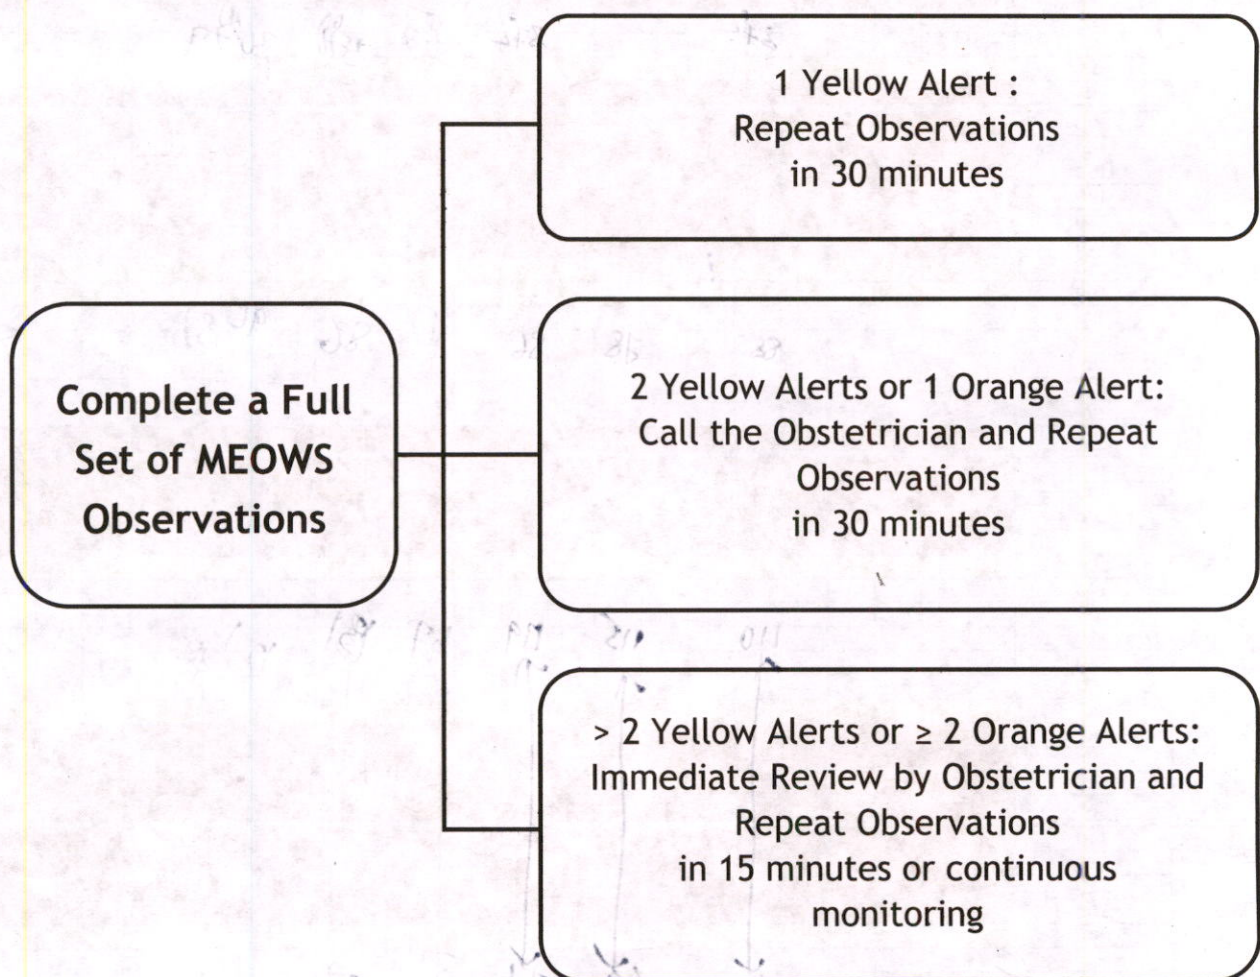 1 Yellow Alert :
Repeat Observations
in 30 minutes
Complete a Full
Set of MEOWS
Observations
2 Yellow Alerts or 1 Orange Alert:
Call the Obstetrician and Repeat
Observations
in 30 minutes
> 2 Yellow Alerts or ≥ 2 Orange Alerts:
Immediate Review by Obstetrician and
Repeat Observations
in 15 minutes or continuous
monitoring